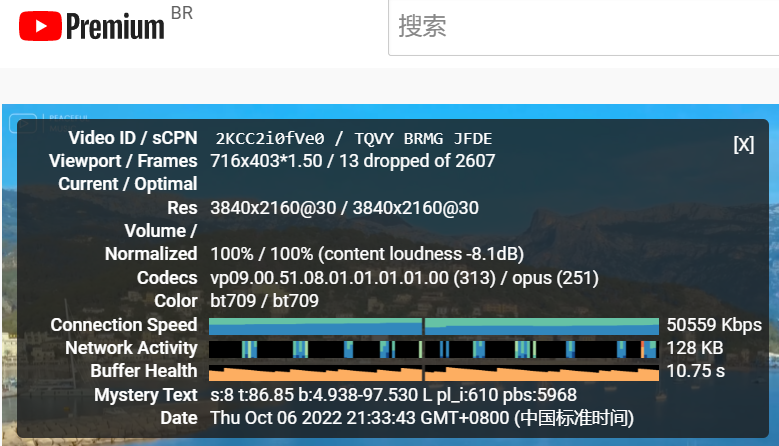 Premium BR
搜索
PEACEFUL
Video ID / sCPN 2KCC2i0fVe0 / TQVY BRMG JFDE
[X]
Viewport / Frames 716x403*1.50 / 13 dropped of 2607
Current / Optimal
Res 3840x2160@30 / 3840x2160@30
Volume /
Normalized 100% / 100% (content loudness -8.1dB)
Codecs vp09.00.51.08.01.01.01.01.00 (313) / opus (251)
Color bt709 / bt709
Connection Speed 50559 Kbps
Network Activity 128 KB
Buffer Health 10.75 s
Mystery Text s:8 t:86.85 b:4.938-97.530 L pl_i:610 pbs:5968
Date Thu Oct 06 2022 21:33:43 GMT+0800 (中国标准时间)